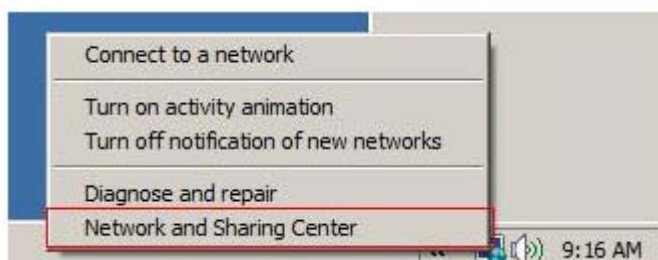 Connect to a network
Turn on activity animation
Turn off notification of new networks
Diagnose and repair
Network and Sharing Center
9:16 AM